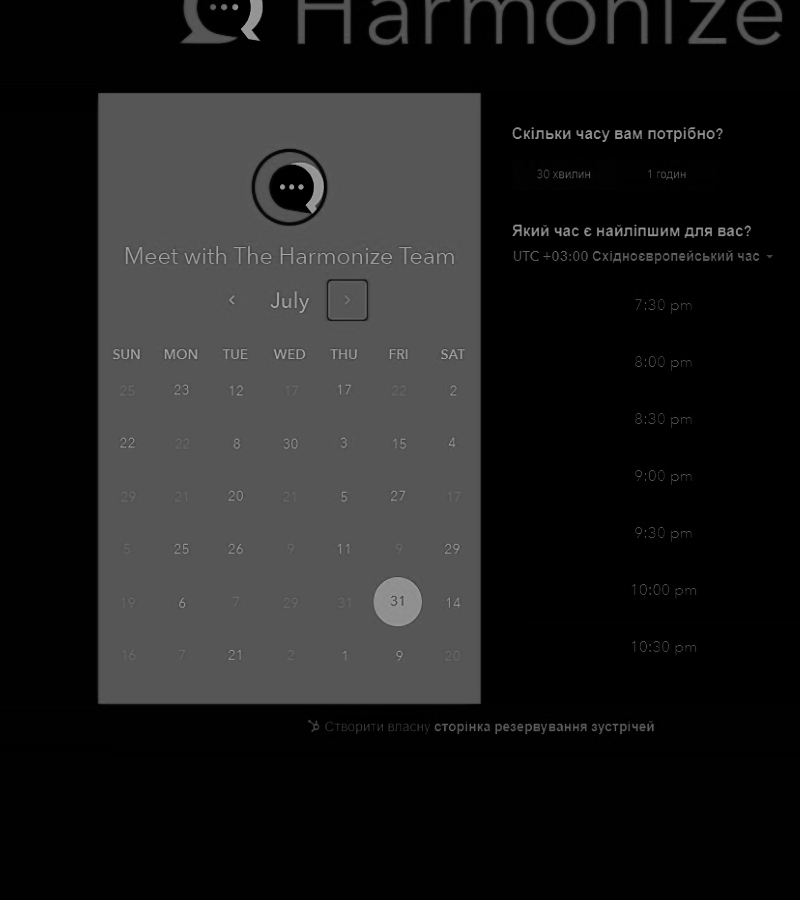 Harmonize
Meet with The Harmonize Team
July
SUN MON TUE WED THU FRI SAT
25 23 12 17 17 22 2
22 22 8 30 3 15 4
29 21 20 21 5 27 17
5 25 26 9 11 9 29
19 6 7 29 31 31 14
16 7 21 2 1 9 20
Скільки часу вам потрібно?
30 хвилин 1 годин
Який час є найліпшим для вас?
UTC +03:00 Східноєвропейський час
7:30 pm
8:00 pm
8:30 pm
9:00 pm
9:30 pm
10:00 pm
10:30 pm
Створити власну сторінка резервування зустрічей